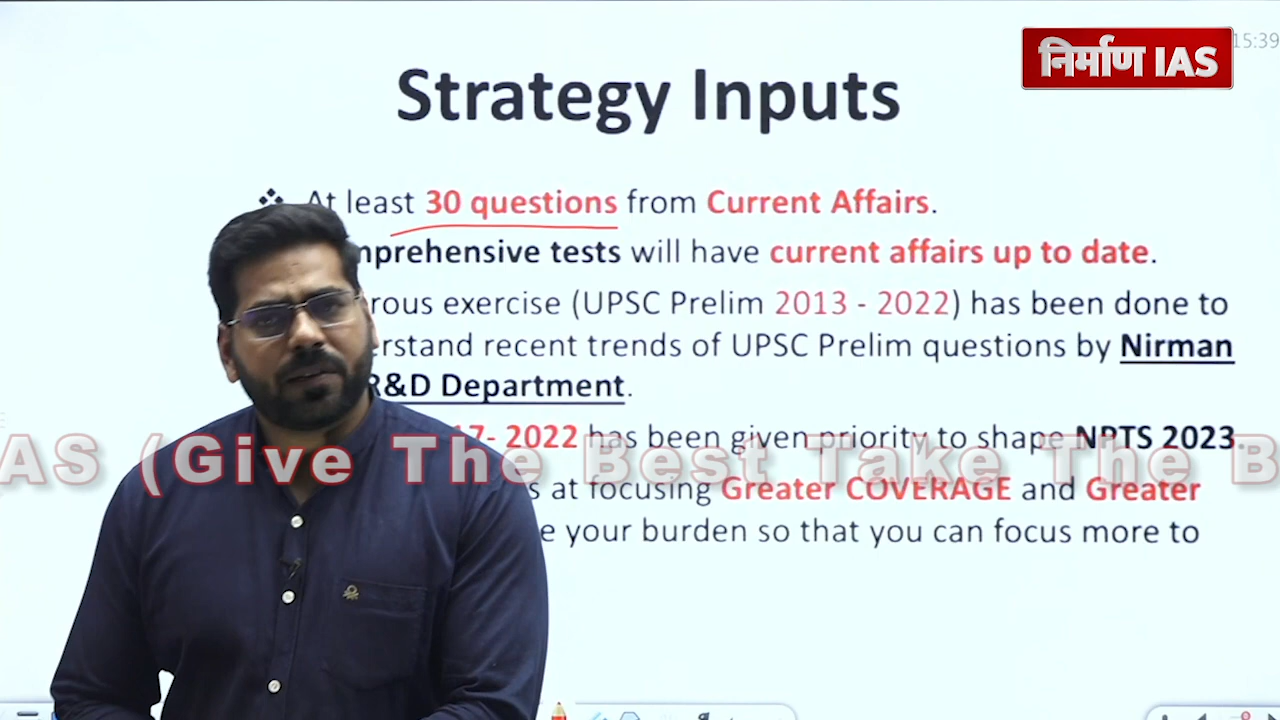 निर्माण IAS
15:39
Strategy Inputs
At least 30 questions from Current Affairs.
prehensive tests will have current affairs up to date.
rous exercise (UPSC Prelim 2013 - 2022) has been done to
erstand recent trends of UPSC Prelim questions by Nirman
R&D Department.
17- 2022 has been given priority to shape NPTS 2023.
AS (Give The Best Take The B
s at focusing Greater COVERAGE and Greater
e your burden so that you can focus more to